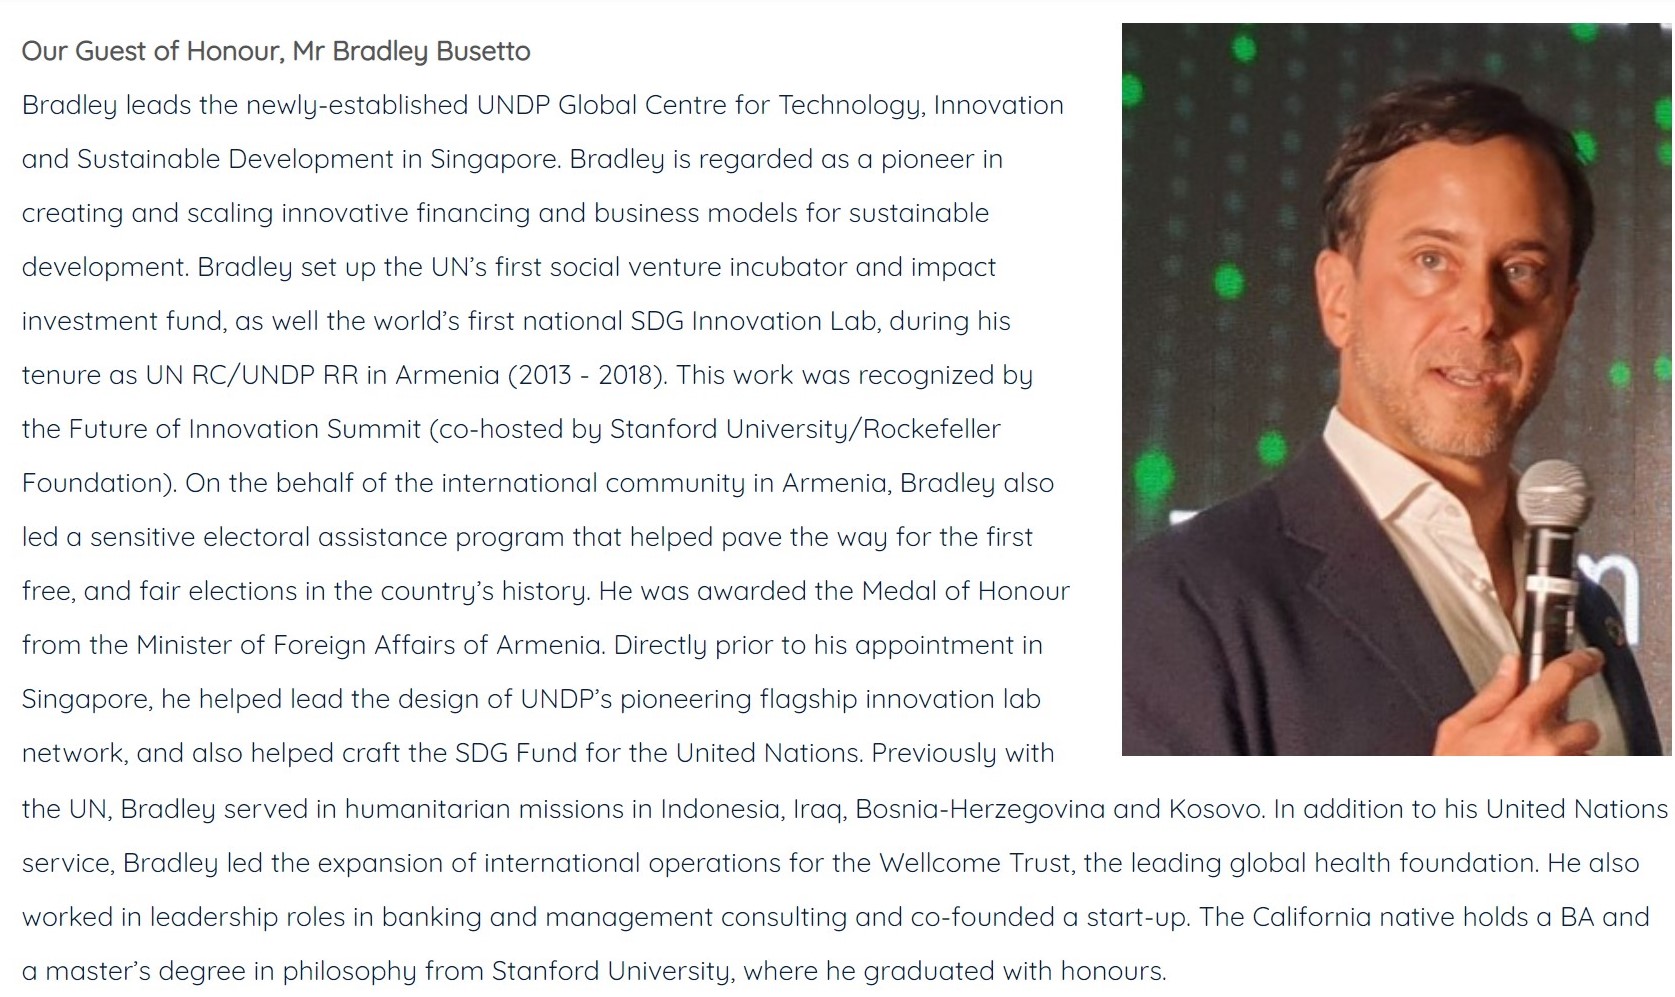 Our Guest of Honour, Mr Bradley Busetto
Bradley leads the newly-established UNDP Global Centre for Technology, Innovation
and Sustainable Development in Singapore. Bradley is regarded as a pioneer in
creating and scaling innovative financing and business models for sustainable
development. Bradley set up the UN's first social venture incubator and impact
investment fund, as well the world's first national SDG Innovation Lab, during his
tenure as UN RC/UNDP RR in Armenia (2013 - 2018). This work was recognized by
the Future of Innovation Summit (co-hosted by Stanford University/Rockefeller
Foundation). On the behalf of the international community in Armenia, Bradley also
led a sensitive electoral assistance program that helped pave the way for the first
free, and fair elections in the country's history. He was awarded the Medal of Honour
from the Minister of Foreign Affairs of Armenia. Directly prior to his appointment in
Singapore, he helped lead the design of UNDP's pioneering flagship innovation lab
network, and also helped craft the SDG Fund for the United Nations. Previously with
the UN, Bradley served in humanitarian missions in Indonesia, Iraq, Bosnia-Herzegovina and Kosovo. In addition to his United Nations
service, Bradley led the expansion of international operations for the Wellcome Trust, the leading global health foundation. He also
worked in leadership roles in banking and management consulting and co-founded a start-up. The California native holds a BA and
a master's degree in philosophy from Stanford University, where he graduated with honours.